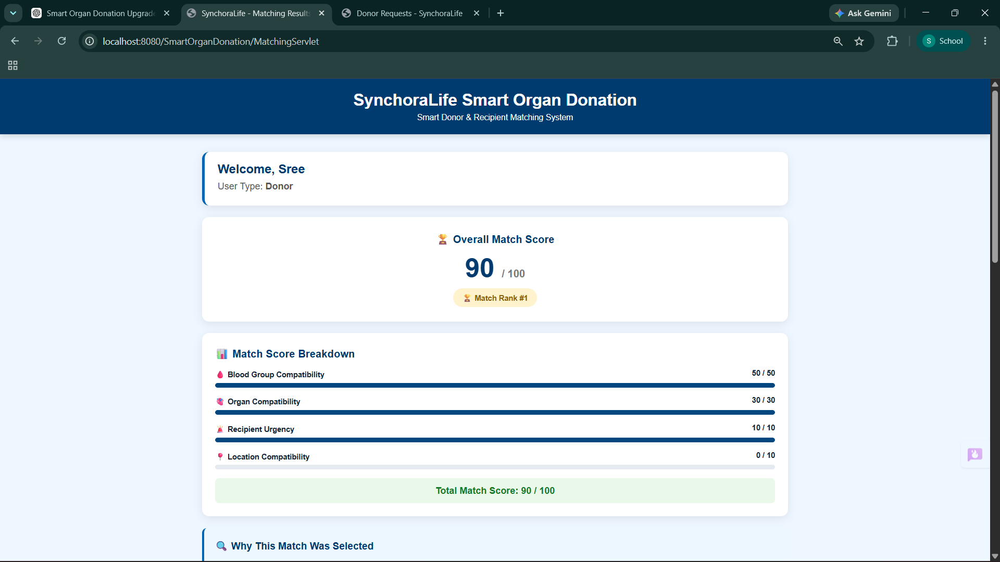 Smart Organ Donation Upgrade
SynchoraLife - Matching Results
Donor Requests - SynchoraLife
Ask Gemini
localhost:8080/SmartOrganDonation/MatchingServlet
S
School
SynchoraLife Smart Organ Donation
Smart Donor & Recipient Matching System
Welcome, Sree
User Type: Donor
Overall Match Score
90 / 100
Match Rank #1
Match Score Breakdown
Blood Group Compatibility 50 / 50
Organ Compatibility 30 / 30
Recipient Urgency 10 / 10
Location Compatibility 0 / 10
Total Match Score: 90 / 100
Why This Match Was Selected